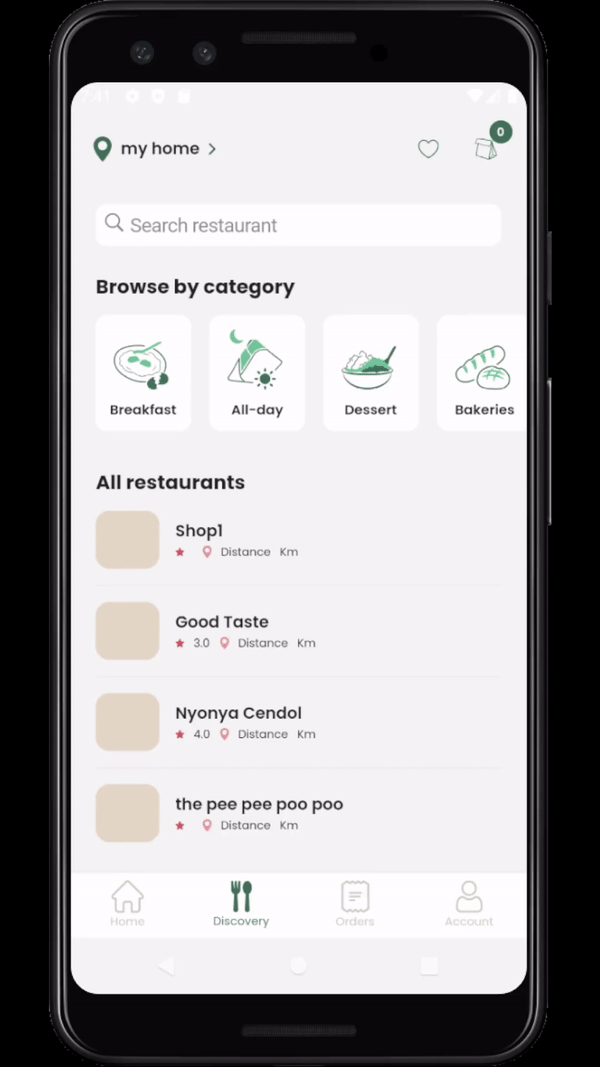 my home
0
Search restaurant
Browse by category
Breakfast All-day Dessert Bakeries
All restaurants
Shop1
Distance Km
Good Taste
3.0 Distance Km
Nyonya Cendol
4.0 Distance Km
the pee pee poo poo
Distance Km
Home Discovery Orders Account